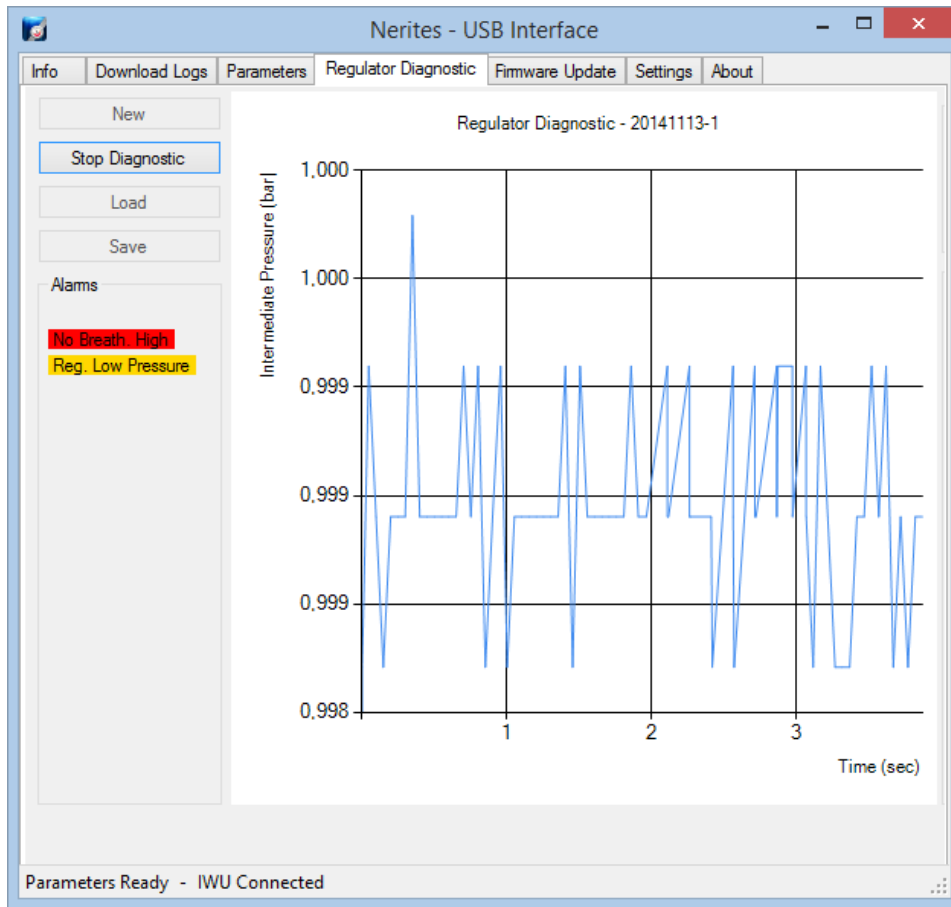 Nerites - USB Interface
Info Download Logs Parameters Regulator Diagnostic Firmware Update Settings About
New
Stop Diagnostic
Load
Save
Alarms
No Breath. High
Reg. Low Pressure
Regulator Diagnostic - 20141113-1
Intermediate Pressure [bar]
1,000
1,000
0,999
0,999
0,999
0,998
1 2 3
Time (sec)
Parameters Ready - IWU Connected